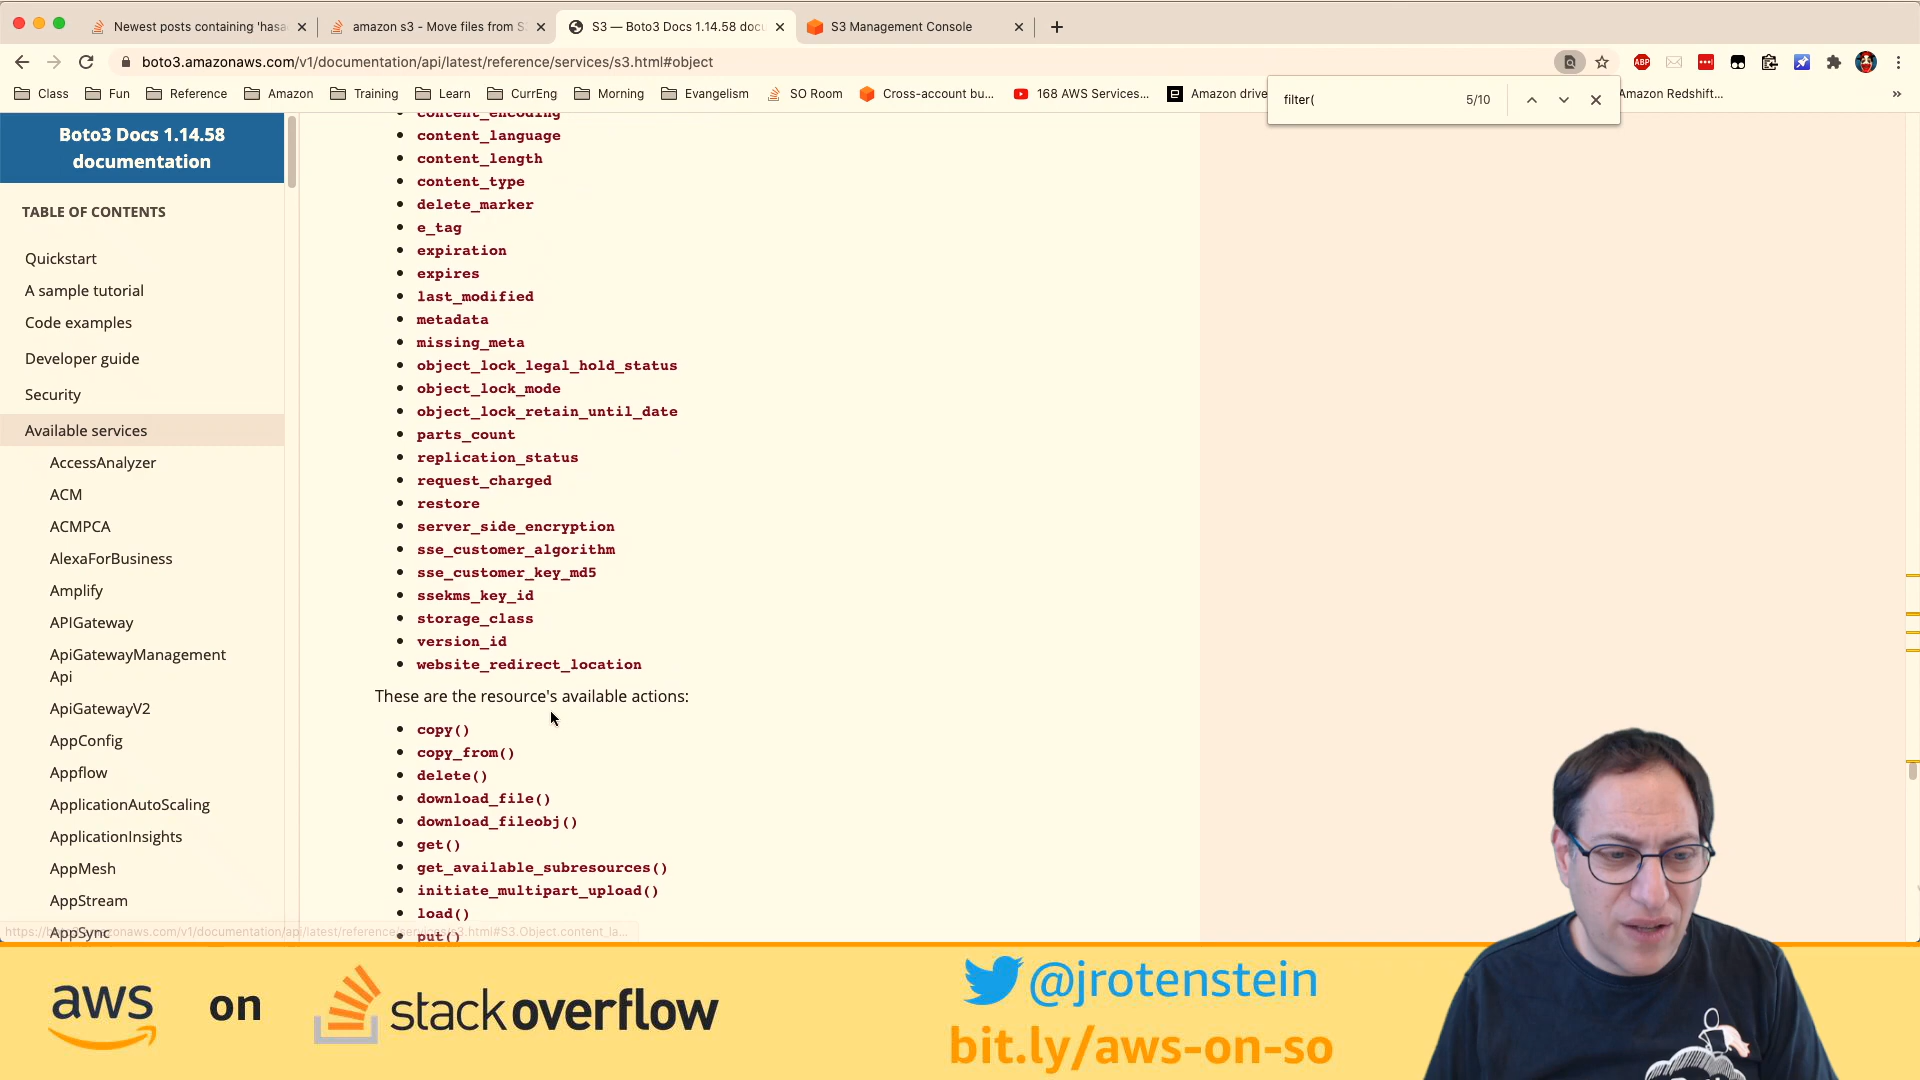 Newest posts containing 'hasa
amazon s3 - Move files from S
S3 — Boto3 Docs 1.14.58 docu
S3 Management Console
boto3.amazonaws.com/v1/documentation/api/latest/reference/services/s3.html#object
ABP
Class
Fun
Reference
Amazon
Training
Learn
CurrEng
Morning
Evangelism
SO Room
Cross-account bu...
168 AWS Services...
Amazon drive
Amazon Redshift...
»
filter(
5/10
Boto3 Docs 1.14.58
documentation
TABLE OF CONTENTS
Quickstart
A sample tutorial
Code examples
Developer guide
Security
Available services
AccessAnalyzer
ACM
ACMPCA
AlexaForBusiness
Amplify
APIGateway
ApiGatewayManagement
Api
ApiGatewayV2
AppConfig
Appflow
ApplicationAutoScaling
ApplicationInsights
AppMesh
AppStream
AppSync
content_encoding
content_language
content_length
content_type
delete_marker
e_tag
expiration
expires
last_modified
metadata
missing_meta
object_lock_legal_hold_status
object_lock_mode
object_lock_retain_until_date
parts_count
replication_status
request_charged
restore
server_side_encryption
sse_customer_algorithm
sse_customer_key_md5
ssekms_key_id
storage_class
version_id
website_redirect_location
These are the resource's available actions:
copy()
copy_from()
delete()
download_file()
download_fileobj()
get()
get_available_subresources()
initiate_multipart_upload()
load()
put()
aws on stackoverflow
@jrotenstein
bit.ly/aws-on-so